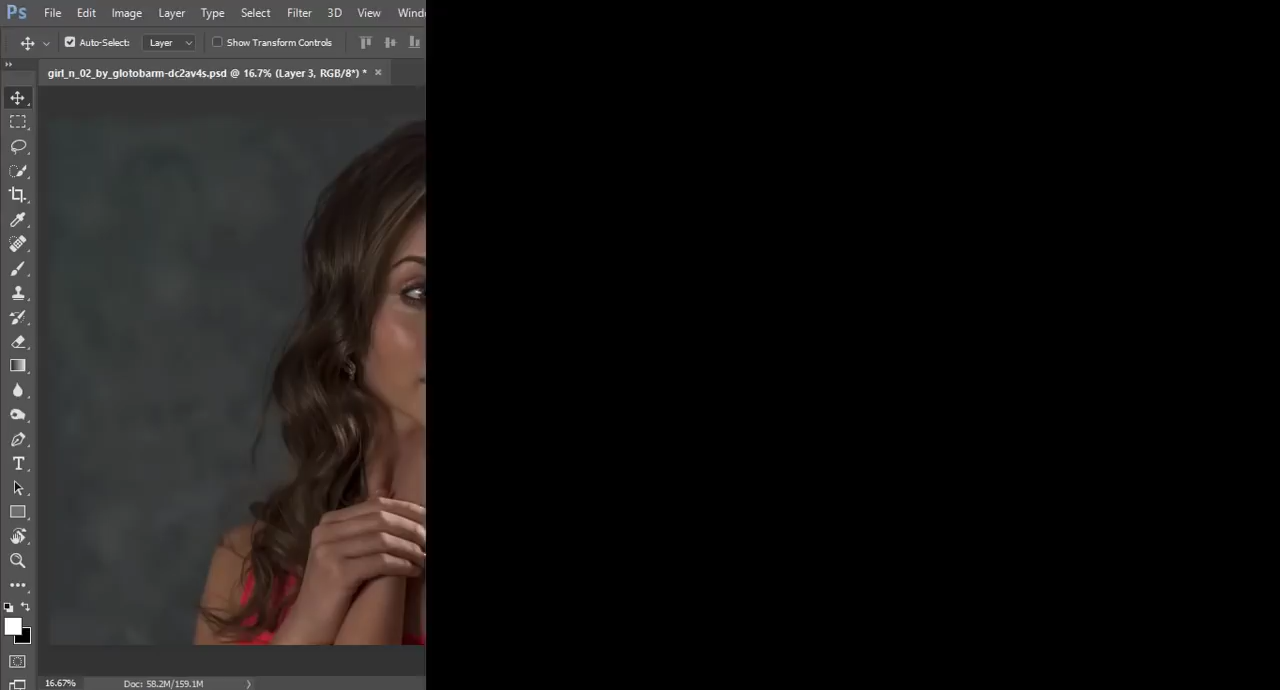 Ps File Edit Image Layer Type Select Filter 3D View
Auto-Select: Layer Show Transform Controls
girl_n_02_by_glotobarm-dc2av4s.psd @ 16.7% (Layer 3, RGB/8*) *
16.67% Doc: 58.2M/159.1M